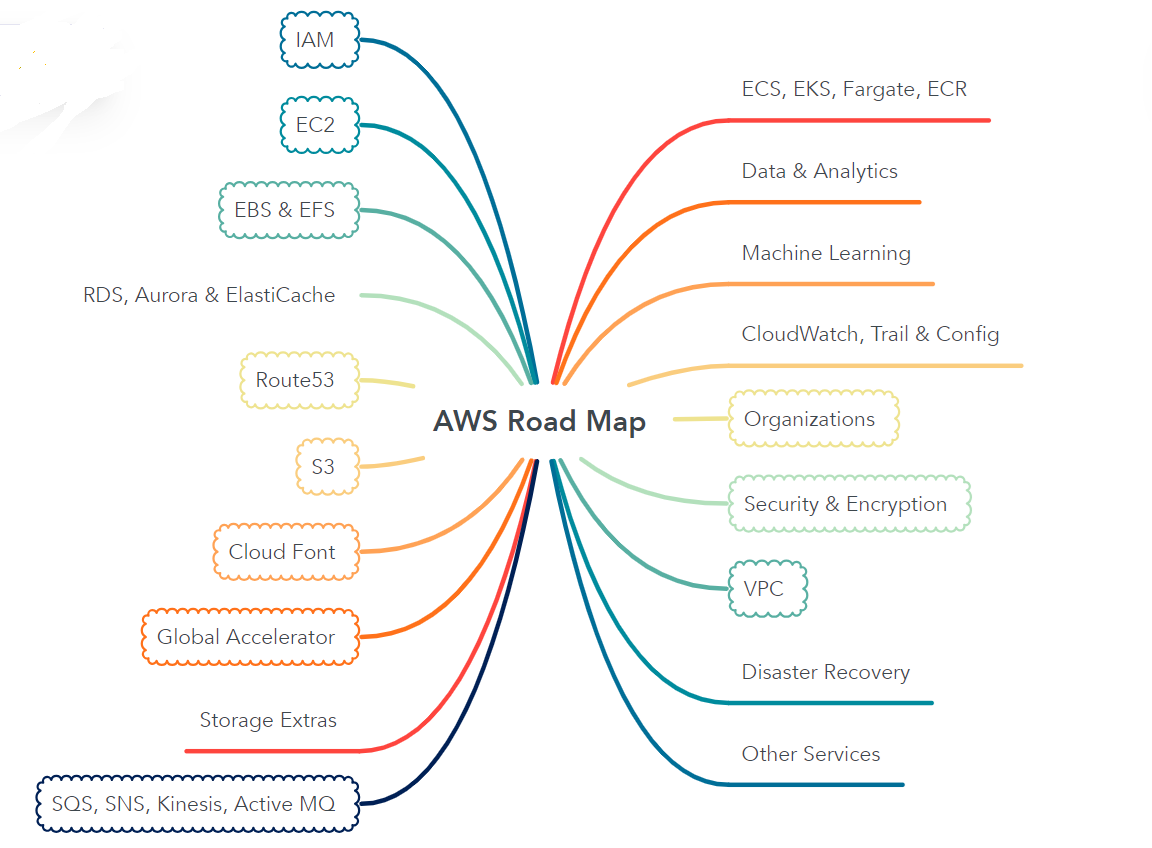 IAM
EC2
EBS & EFS
RDS, Aurora & ElastiCache
Route53
S3
Cloud Font
Global Accelerator
Storage Extras
SQS, SNS, Kinesis, Active MQ
AWS Road Map
ECS, EKS, Fargate, ECR
Data & Analytics
Machine Learning
CloudWatch, Trail & Config
Organizations
Security & Encryption
VPC
Disaster Recovery
Other Services